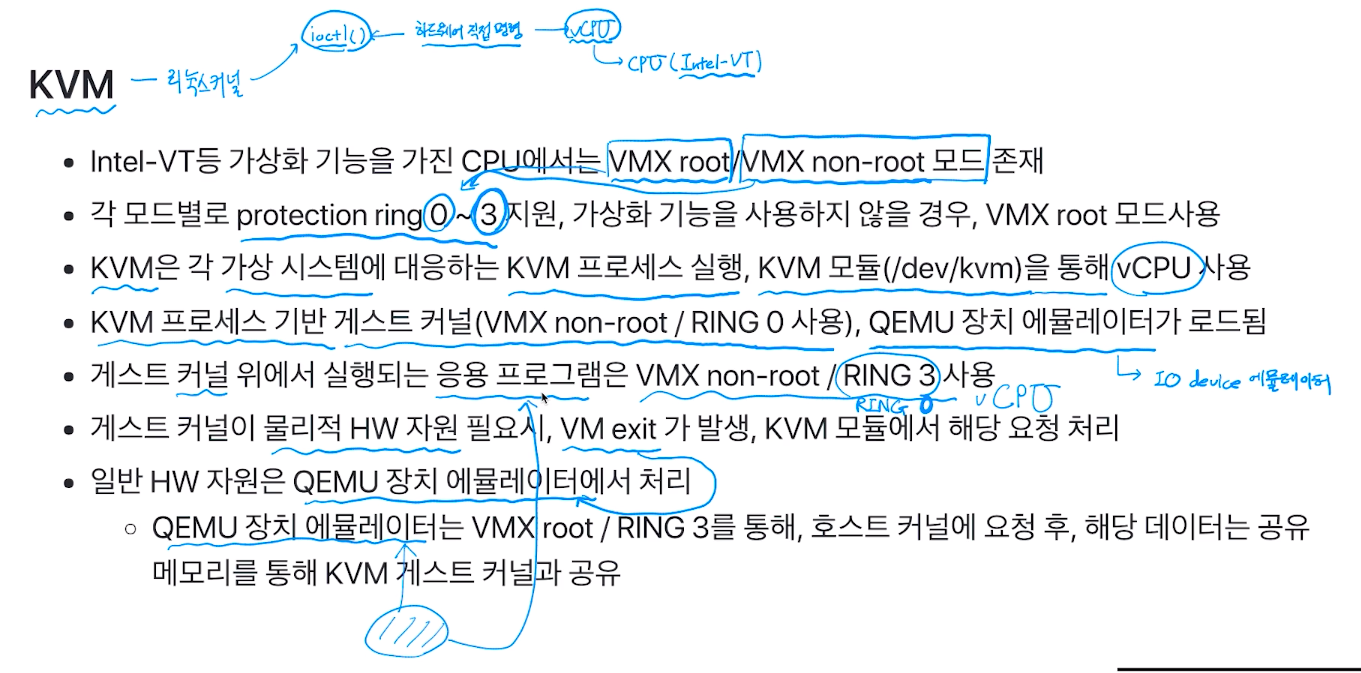 ioctl() 하드웨어 직접 명령 vCPU
CPU (Intel-VT)
KVM 리눅스커널
• Intel-VT등 가상화 기능을 가진 CPU에서는 VMX root/VMX non-root 모드 존재
• 각 모드별로 protection ring 0 ~ 3 지원, 가상화 기능을 사용하지 않을 경우, VMX root 모드사용
• KVM은 각 가상 시스템에 대응하는 KVM 프로세스 실행, KVM 모듈(/dev/kvm)을 통해 vCPU 사용
• KVM 프로세스 기반 게스트 커널(VMX non-root / RING 0 사용), QEMU 장치 에뮬레이터가 로드됨
• 게스트 커널 위에서 실행되는 응용 프로그램은 VMX non-root / RING 3 사용
IO device 에뮬레이터
RING 0 vCPU
• 게스트 커널이 물리적 HW 자원 필요시, VM exit 가 발생, KVM 모듈에서 해당 요청 처리
• 일반 HW 자원은 QEMU 장치 에뮬레이터에서 처리
○ QEMU 장치 에뮬레이터는 VMX root / RING 3를 통해, 호스트 커널에 요청 후, 해당 데이터는 공유
메모리를 통해 KVM 게스트 커널과 공유